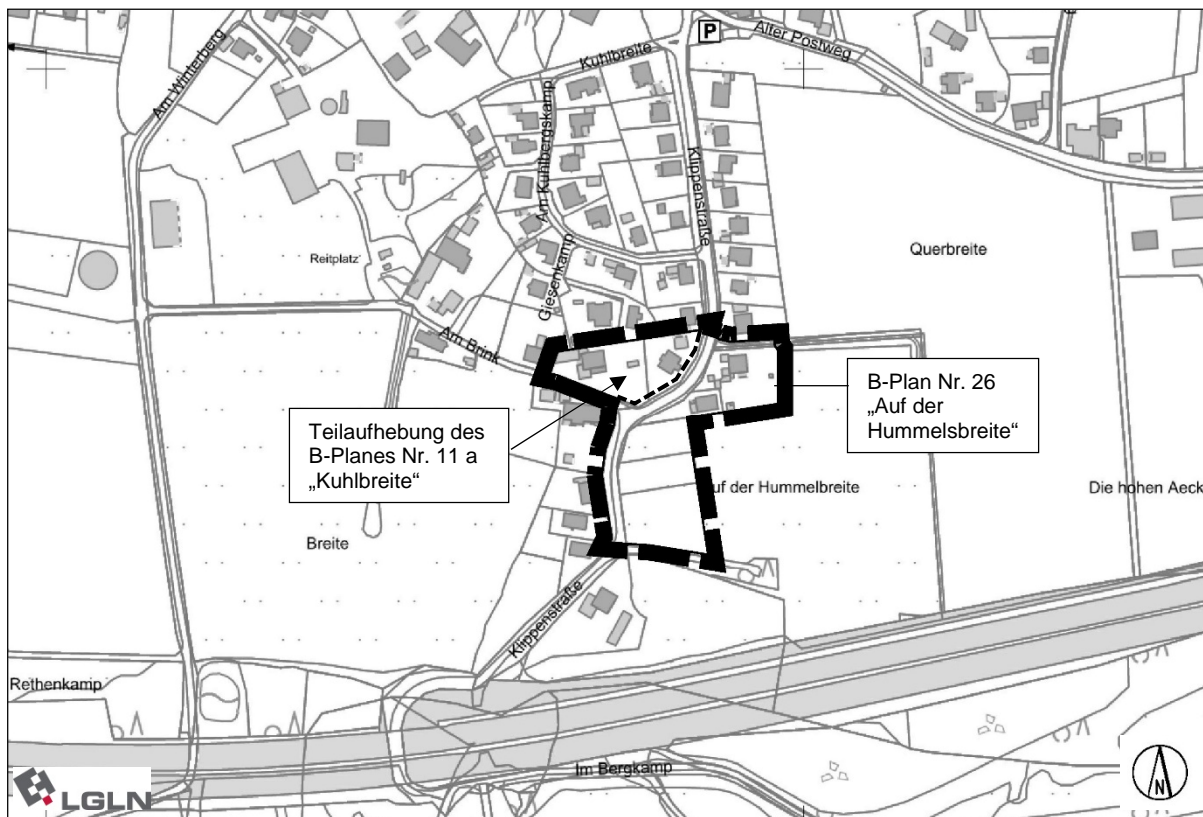 P
Alter Postweg
Am Winterberg
Kuhlbreite
Am Kuhlbergskamp
Klippenstraße
Querbreite
Reitplatz
Giesenkamp
Am Brink
B-Plan Nr. 26
„Auf der
Hummelsbreite“
Teilaufhebung des
B-Planes Nr. 11 a
„Kuhlbreite“
uf der Hummelbreite
Die hohen Aeck
Breite
Klippenstraße
Rethenkamp
Im Bergkamp
LGLN
N